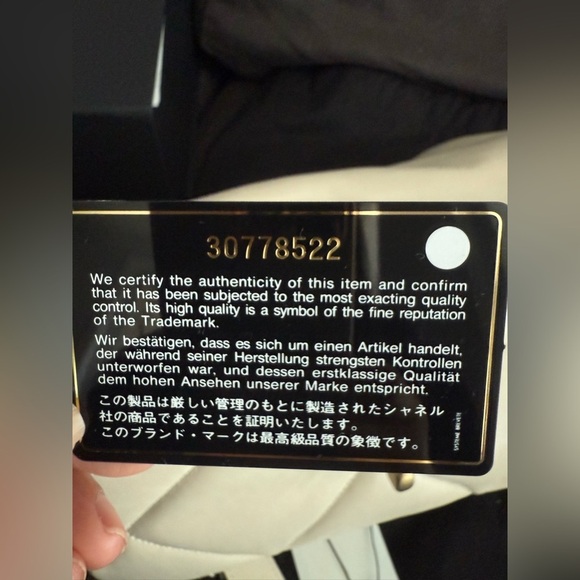 30778522
We certify the authenticity of this item and confirm
that it has been subjected to the most exacting quality
control. Its high quality is a symbol of the fine reputation
of the Trademark.
Wir bestätigen, dass es sich um einen Artikel handelt,
der während seiner Herstellung strengsten Kontrollen
unterworfen war, und dessen erstklassige Qualität
dem hohen Ansehen unserer Marke entspricht.
この製品は厳しい管理のもとに製造されたシャネル
社の商品であることを証明いたします。
このブランド・マークは最高級品質の象徴です。